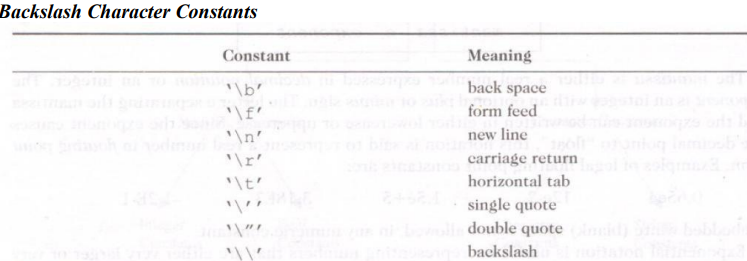 Backslash Character Constants
Constant Meaning
'\b' back space
'\f' form feed
'\n' new line
'\r' carriage return
'\t' horizontal tab
'\'' single quote
'\"' double quote
'\\' backslash